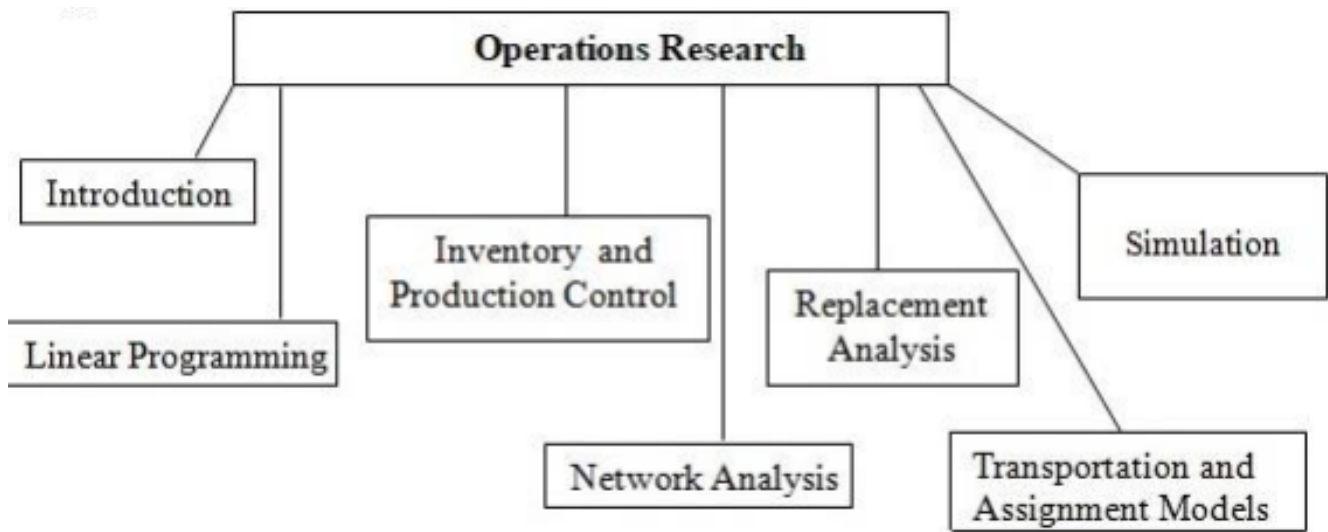 Operations Research
Introduction
Linear Programming
Inventory and
Production Control
Network Analysis
Replacement
Analysis
Transportation and
Assignment Models
Simulation